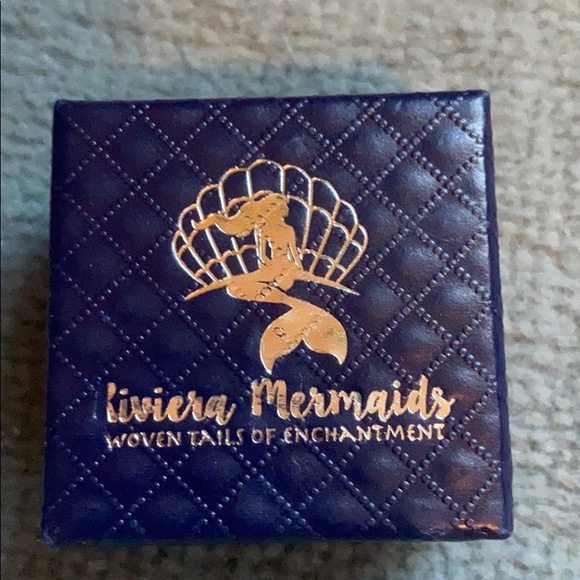 Riviera Mermaids
WOVEN TAILS OF ENCHANTMENT